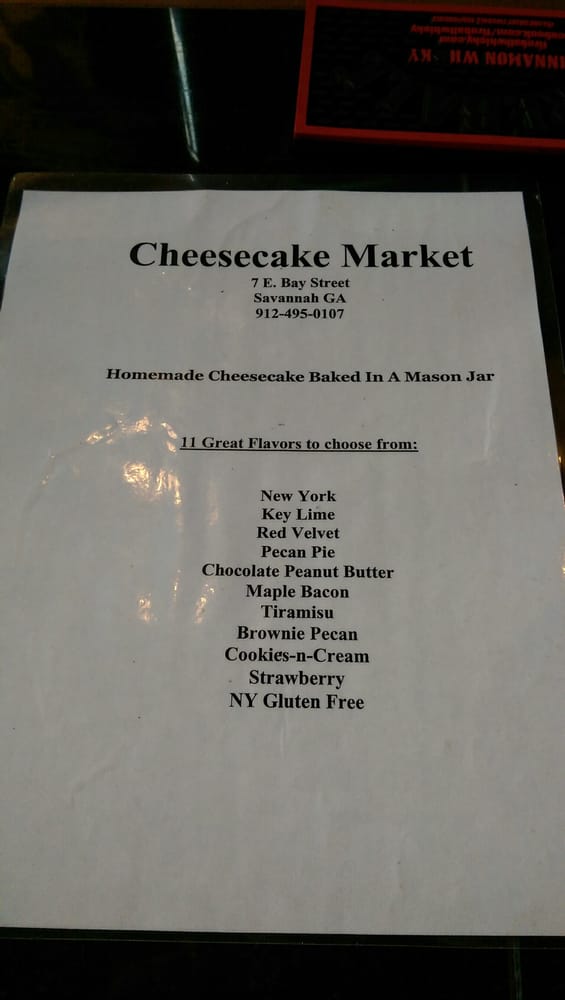 Cheesecake Market
7 E. Bay Street
Savannah GA
912-495-0107
Homemade Cheesecake Baked In A Mason Jar
11 Great Flavors to choose from:
New York
Key Lime
Red Velvet
Pecan Pie
Chocolate Peanut Butter
Maple Bacon
Tiramisu
Brownie Pecan
Cookies-n-Cream
Strawberry
NY Gluten Free